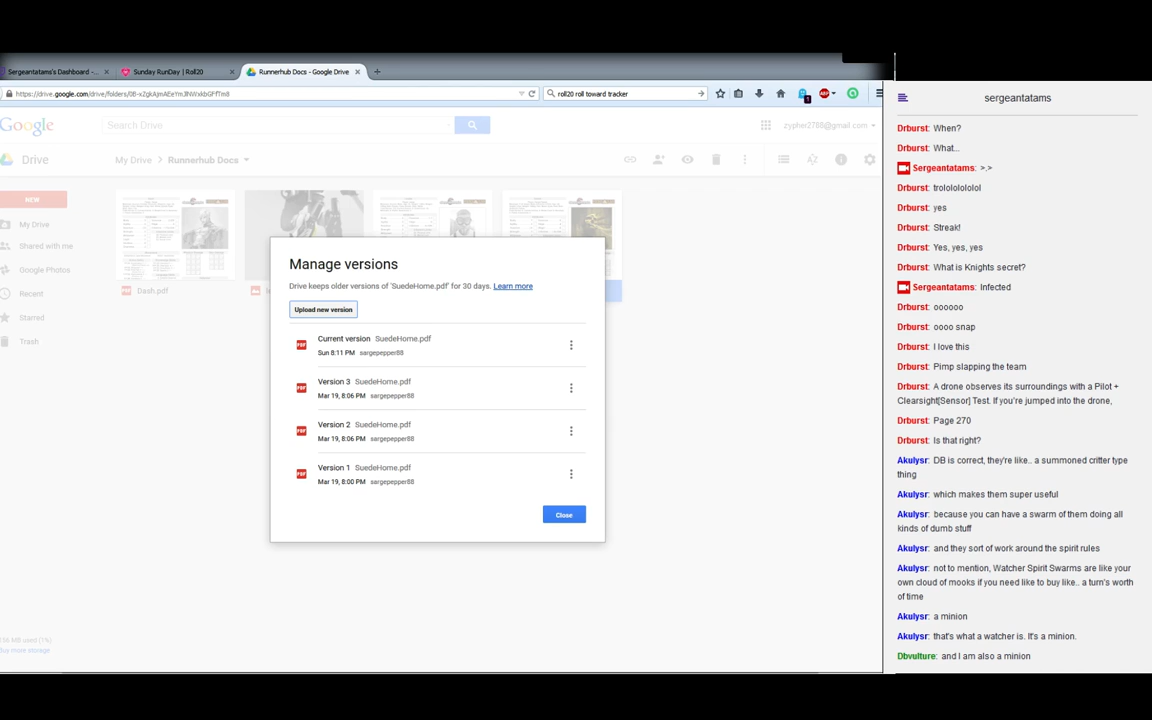 Sergeantatams's Dashboard -...
Sunday RunDay | Roll20
Runnerhub Docs - Google Drive
roll20 roll toward tracker
1
ABP
Google
Search Drive
zypher2788@gmail.com
Drive
My Drive
Runnerhub Docs
NEW
My Drive
Shared with me
Google Photos
Recent
Starred
Trash
Dash.pdf
Manage versions
Drive keeps older versions of 'SuedeHome.pdf' for 30 days. Learn more
Upload new version
Current version SuedeHome.pdf
Sun 8:11 PM sargepepper88
Version 3 SuedeHome.pdf
Mar 19, 8:06 PM sargepepper88
Version 2 SuedeHome.pdf
Mar 19, 8:06 PM sargepepper88
Version 1 SuedeHome.pdf
Mar 19, 8:00 PM sargepepper88
Close
MB used (1%)
Buy more storage
sergeantatams
Drburst: When?
Drburst: What...
Sergeantatams: >.>
Drburst: trolololololol
Drburst: yes
Drburst: Streak!
Drburst: Yes, yes, yes
Drburst: What is Knights secret?
Sergeantatams: Infected
Drburst: oooooo
Drburst: oooo snap
Drburst: I love this
Drburst: Pimp slapping the team
Drburst: A drone observes its surroundings with a Pilot +
Clearsight[Sensor] Test. If you're jumped into the drone,
Drburst: Page 270
Drburst: Is that right?
Akulysr: DB is correct, they're like.. a summoned critter type
thing
Akulysr: which makes them super useful
Akulysr: because you can have a swarm of them doing all
kinds of dumb stuff
Akulysr: and they sort of work around the spirit rules
Akulysr: not to mention, Watcher Spirit Swarms are like your
own cloud of mooks if you need like to buy like.. a turn's worth
of time
Akulysr: a minion
Akulysr: that's what a watcher is. It's a minion.
Dbvulture: and I am also a minion